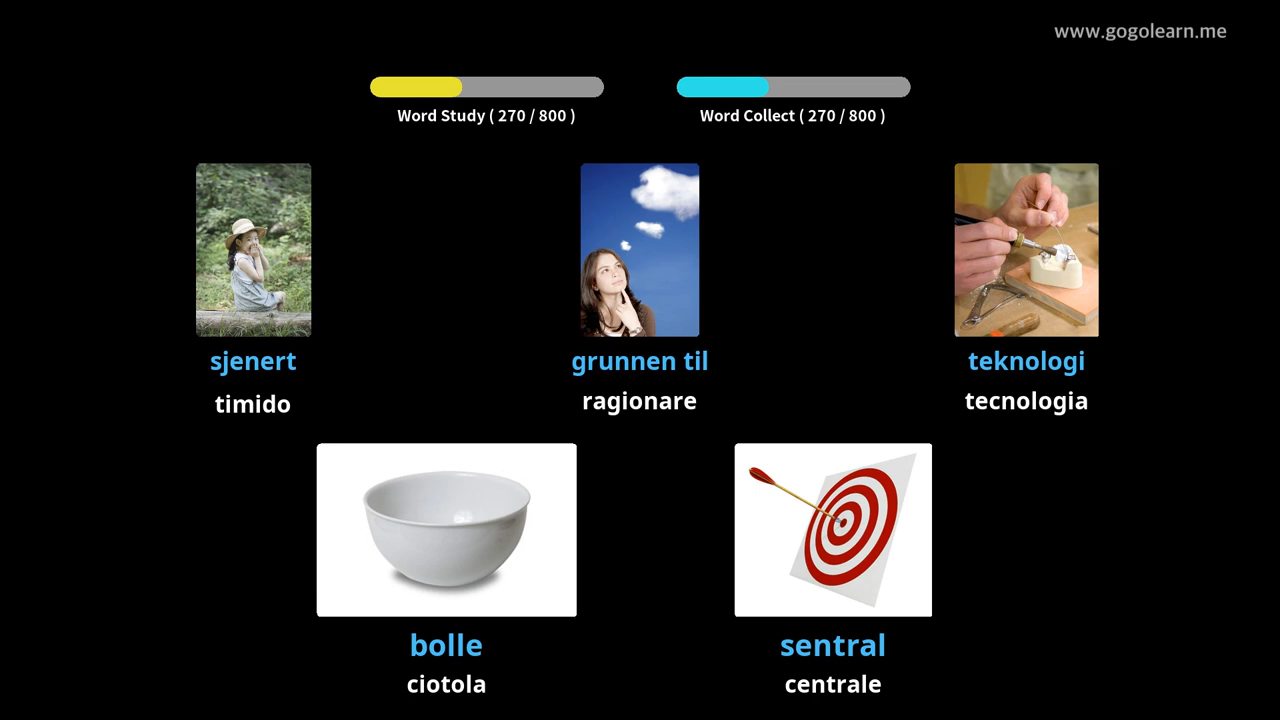 www.gogolearn.me
Word Study ( 270 / 800 )
Word Collect ( 270 / 800 )
sjenert
timido
grunnen til
ragionare
teknologi
tecnologia
bolle
ciotola
sentral
centrale